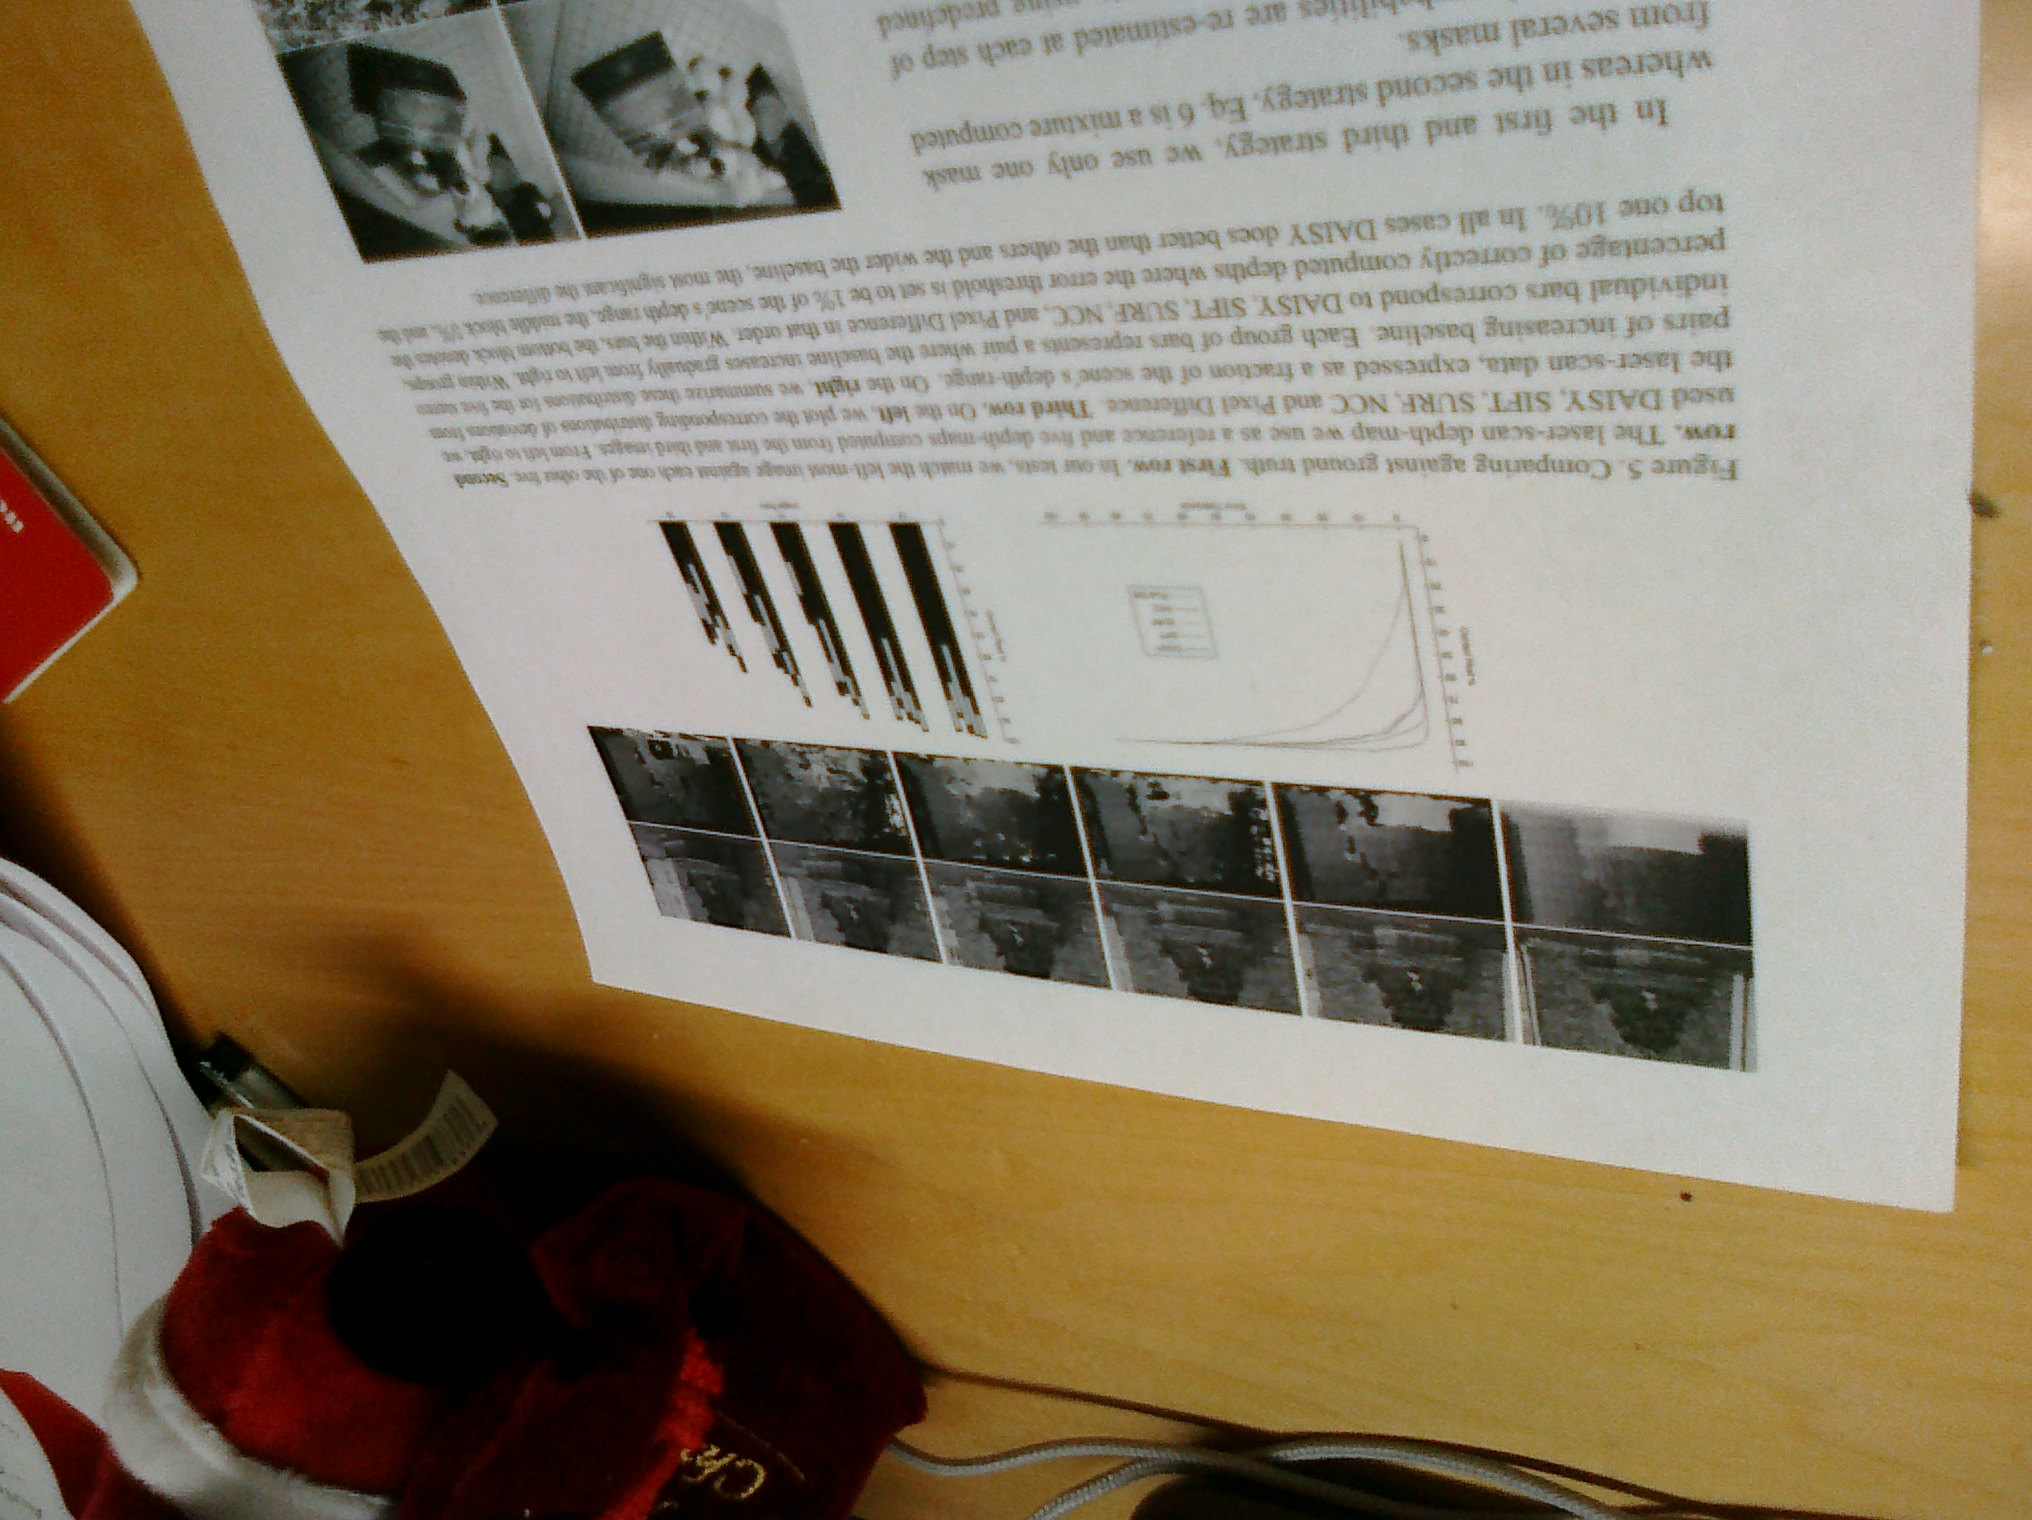 Figure 5. Comparing against ground truth. First row. In our tests, we match the left-most image against each one of the other five. Second
row. The laser-scan depth-map we use as a reference and five depth-maps computed from the first and third images. From left to right, we
used DAISY, SIFT, SURF, NCC and Pixel Difference. Third row. On the left, we plot the corresponding distributions of deviations from
the laser-scan data, expressed as a fraction of the scene's depth-range. On the right, we summarize these distributions for the five stereo
pairs of increasing baseline. Each group of bars represents a pair where the baseline increases gradually from left to right. Within groups,
individual bars correspond to DAISY, SIFT, SURF, NCC, and Pixel Difference in that order. Within the bars, the bottom block denotes the
percentage of correctly computed depths where the error threshold is set to be 1% of the scene's depth range, the middle block 5%, and the
top one 10%. In all cases DAISY does better than the others and the wider the baseline, the most significant the difference.
In the first and third strategy, we use only one mask
whereas in the second strategy, Eq. 6 is a mixture computed
from several masks.
are re-estimated at each step of
using predefined